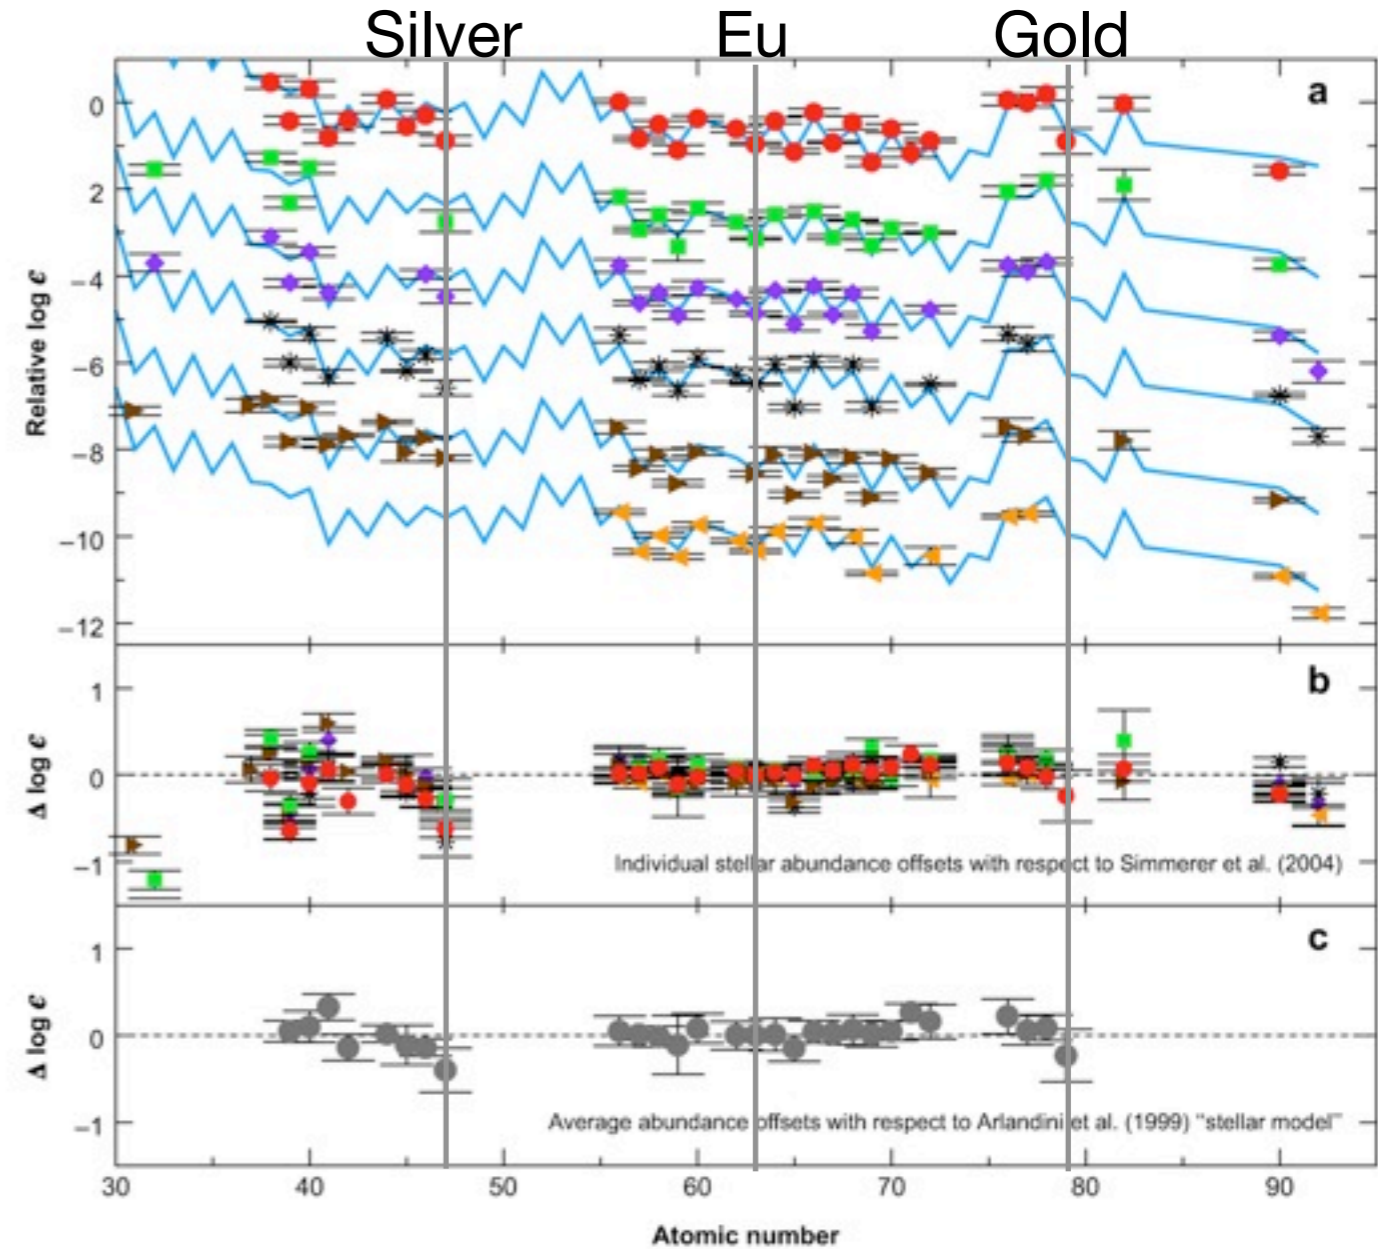 Silver Eu Gold
a
0
2
−4
−6
−8
−10
−12
Relative log ϵ
b
1
0
−1
Δ log ϵ
Individual stellar abundance offsets with respect to Simmerer et al. (2004)
c
1
0
−1
Δ log ϵ
Average abundance offsets with respect to Arlandini et al. (1999) "stellar model"
30 40 50 60 70 80 90
Atomic number